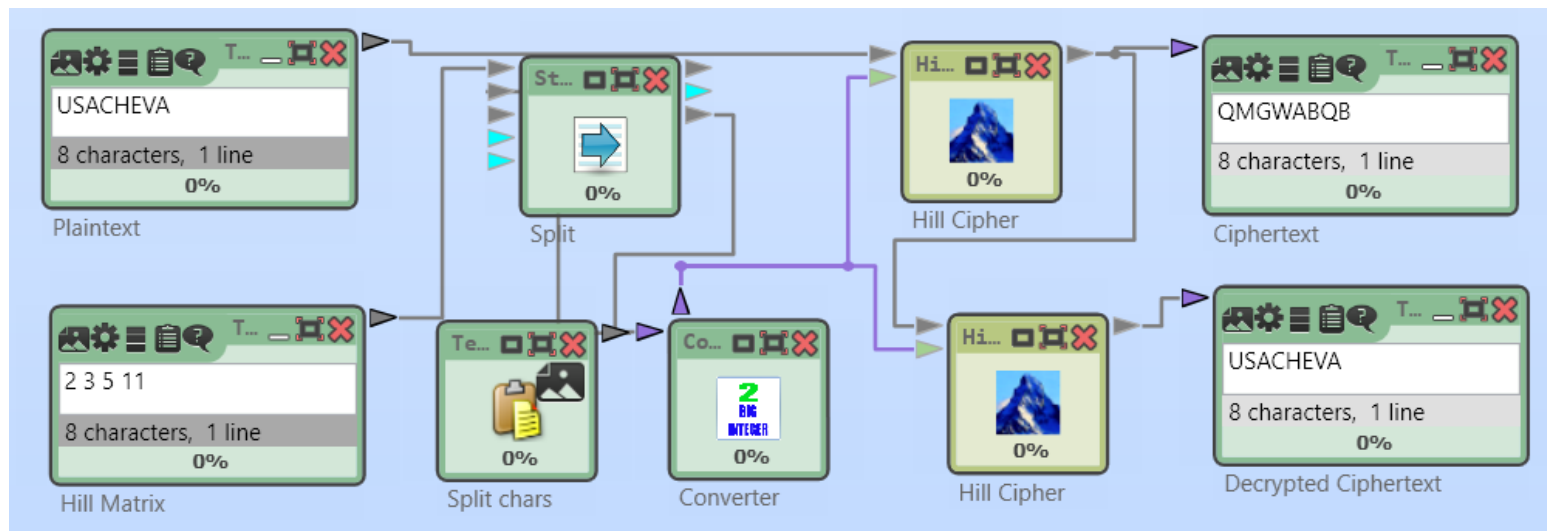 T...
USACHEVA
8 characters, 1 line
0%
Plaintext
St...
0%
Split
Hi...
0%
Hill Cipher
T...
QMGWABQB
8 characters, 1 line
0%
Ciphertext
T...
2 3 5 11
8 characters, 1 line
0%
Hill Matrix
Te...
0%
Split chars
Co...
2
BIG
INTEGER
0%
Converter
Hi...
0%
Hill Cipher
T...
USACHEVA
8 characters, 1 line
0%
Decrypted Ciphertext